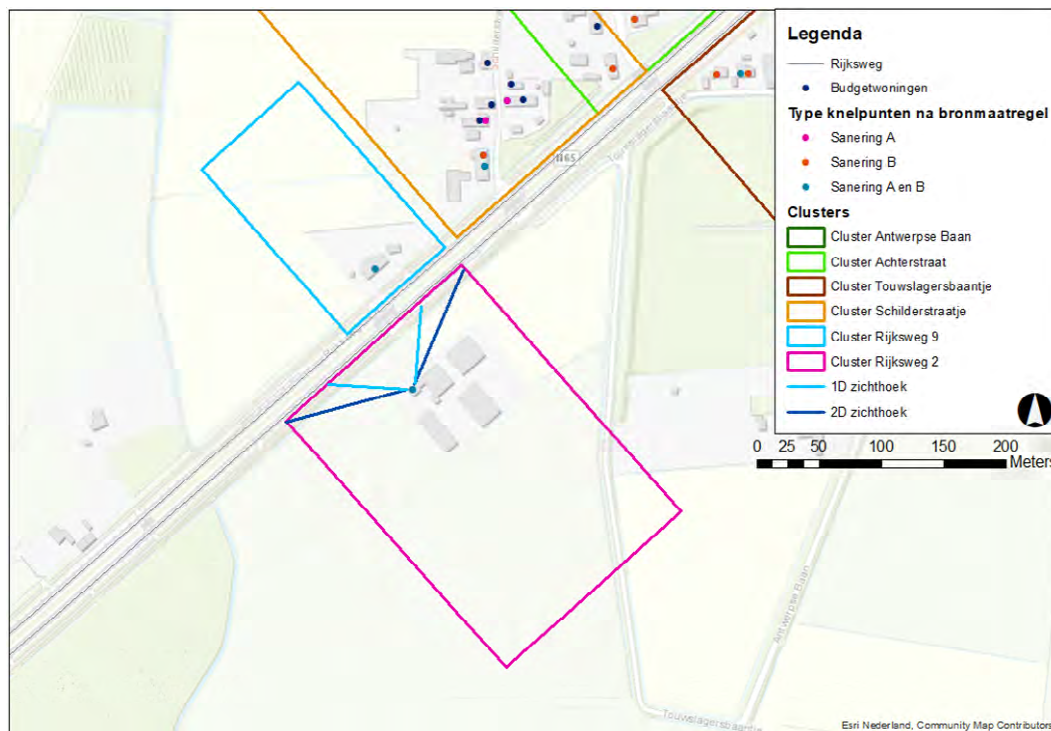 Legenda
Rijksweg
Budgetwoningen
Type knelpunten na bronmaatregel
Sanering A
Sanering B
Sanering A en B
Clusters
Cluster Antwerpse Baan
Cluster Achterstraat
Cluster Touwslagersbaantje
Cluster Schilderstraatje
Cluster Rijksweg 9
Cluster Rijksweg 2
1D zichthoek
2D zichthoek
0 25 50 100 150 200
Meters
N65
Antwerpse Baan
Touwslagersbaantje
Esri Nederland, Community Map Contributors